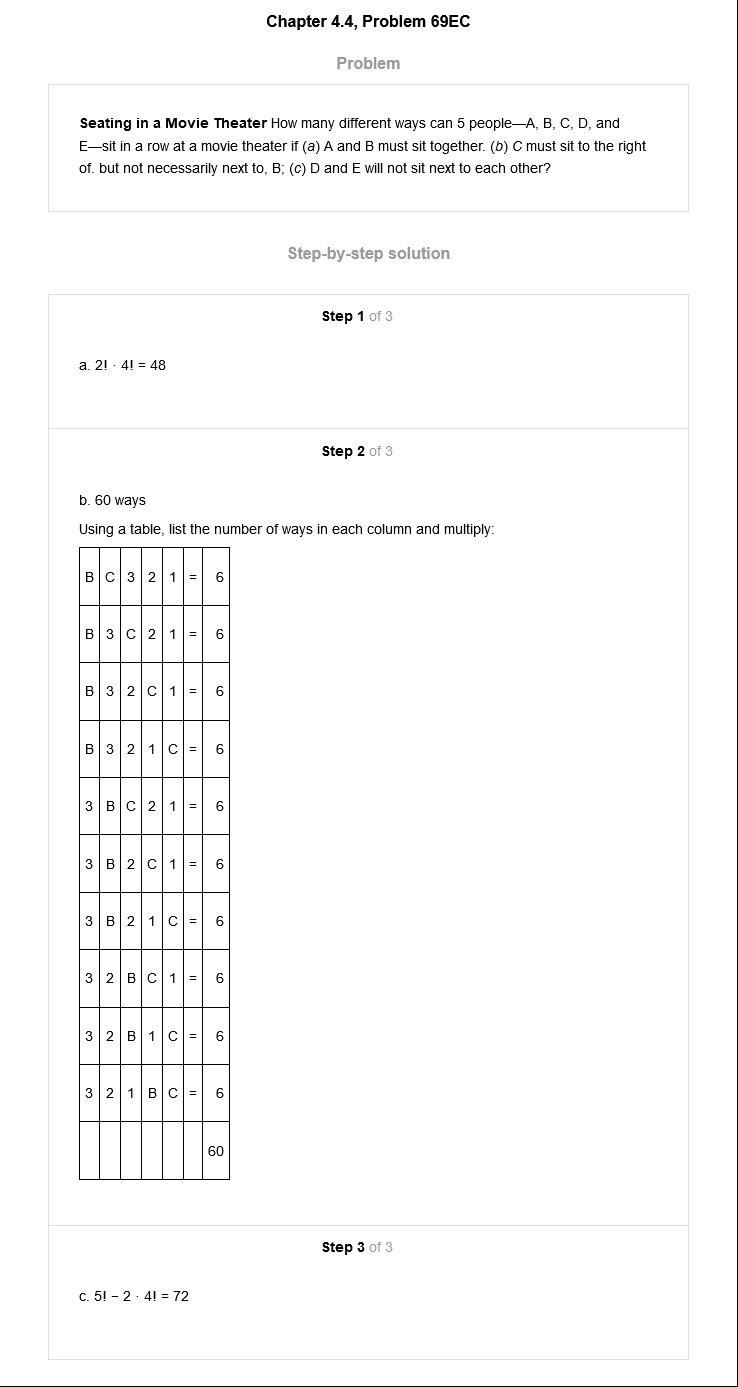 Chapter 4.4, Problem 69EC
Problem
Seating in a Movie Theater How many different ways can 5 people—A, B, C, D, and
E—sit in a row at a movie theater if (a) A and B must sit together. (b) C must sit to the right
of. but not necessarily next to, B; (c) D and E will not sit next to each other?
Step-by-step solution
Step 1 of 3
a. 2! · 4! = 48
Step 2 of 3
b. 60 ways
Using a table, list the number of ways in each column and multiply:
B C 3 2 1 = 6
B 3 C 2 1 = 6
B 3 2 C 1 = 6
B 3 2 1 C = 6
3 B C 2 1 = 6
3 B 2 C 1 = 6
3 B 2 1 C = 6
3 2 B C 1 = 6
3 2 B 1 C = 6
3 2 1 B C = 6
60
Step 3 of 3
c. 5! – 2 · 4! = 72